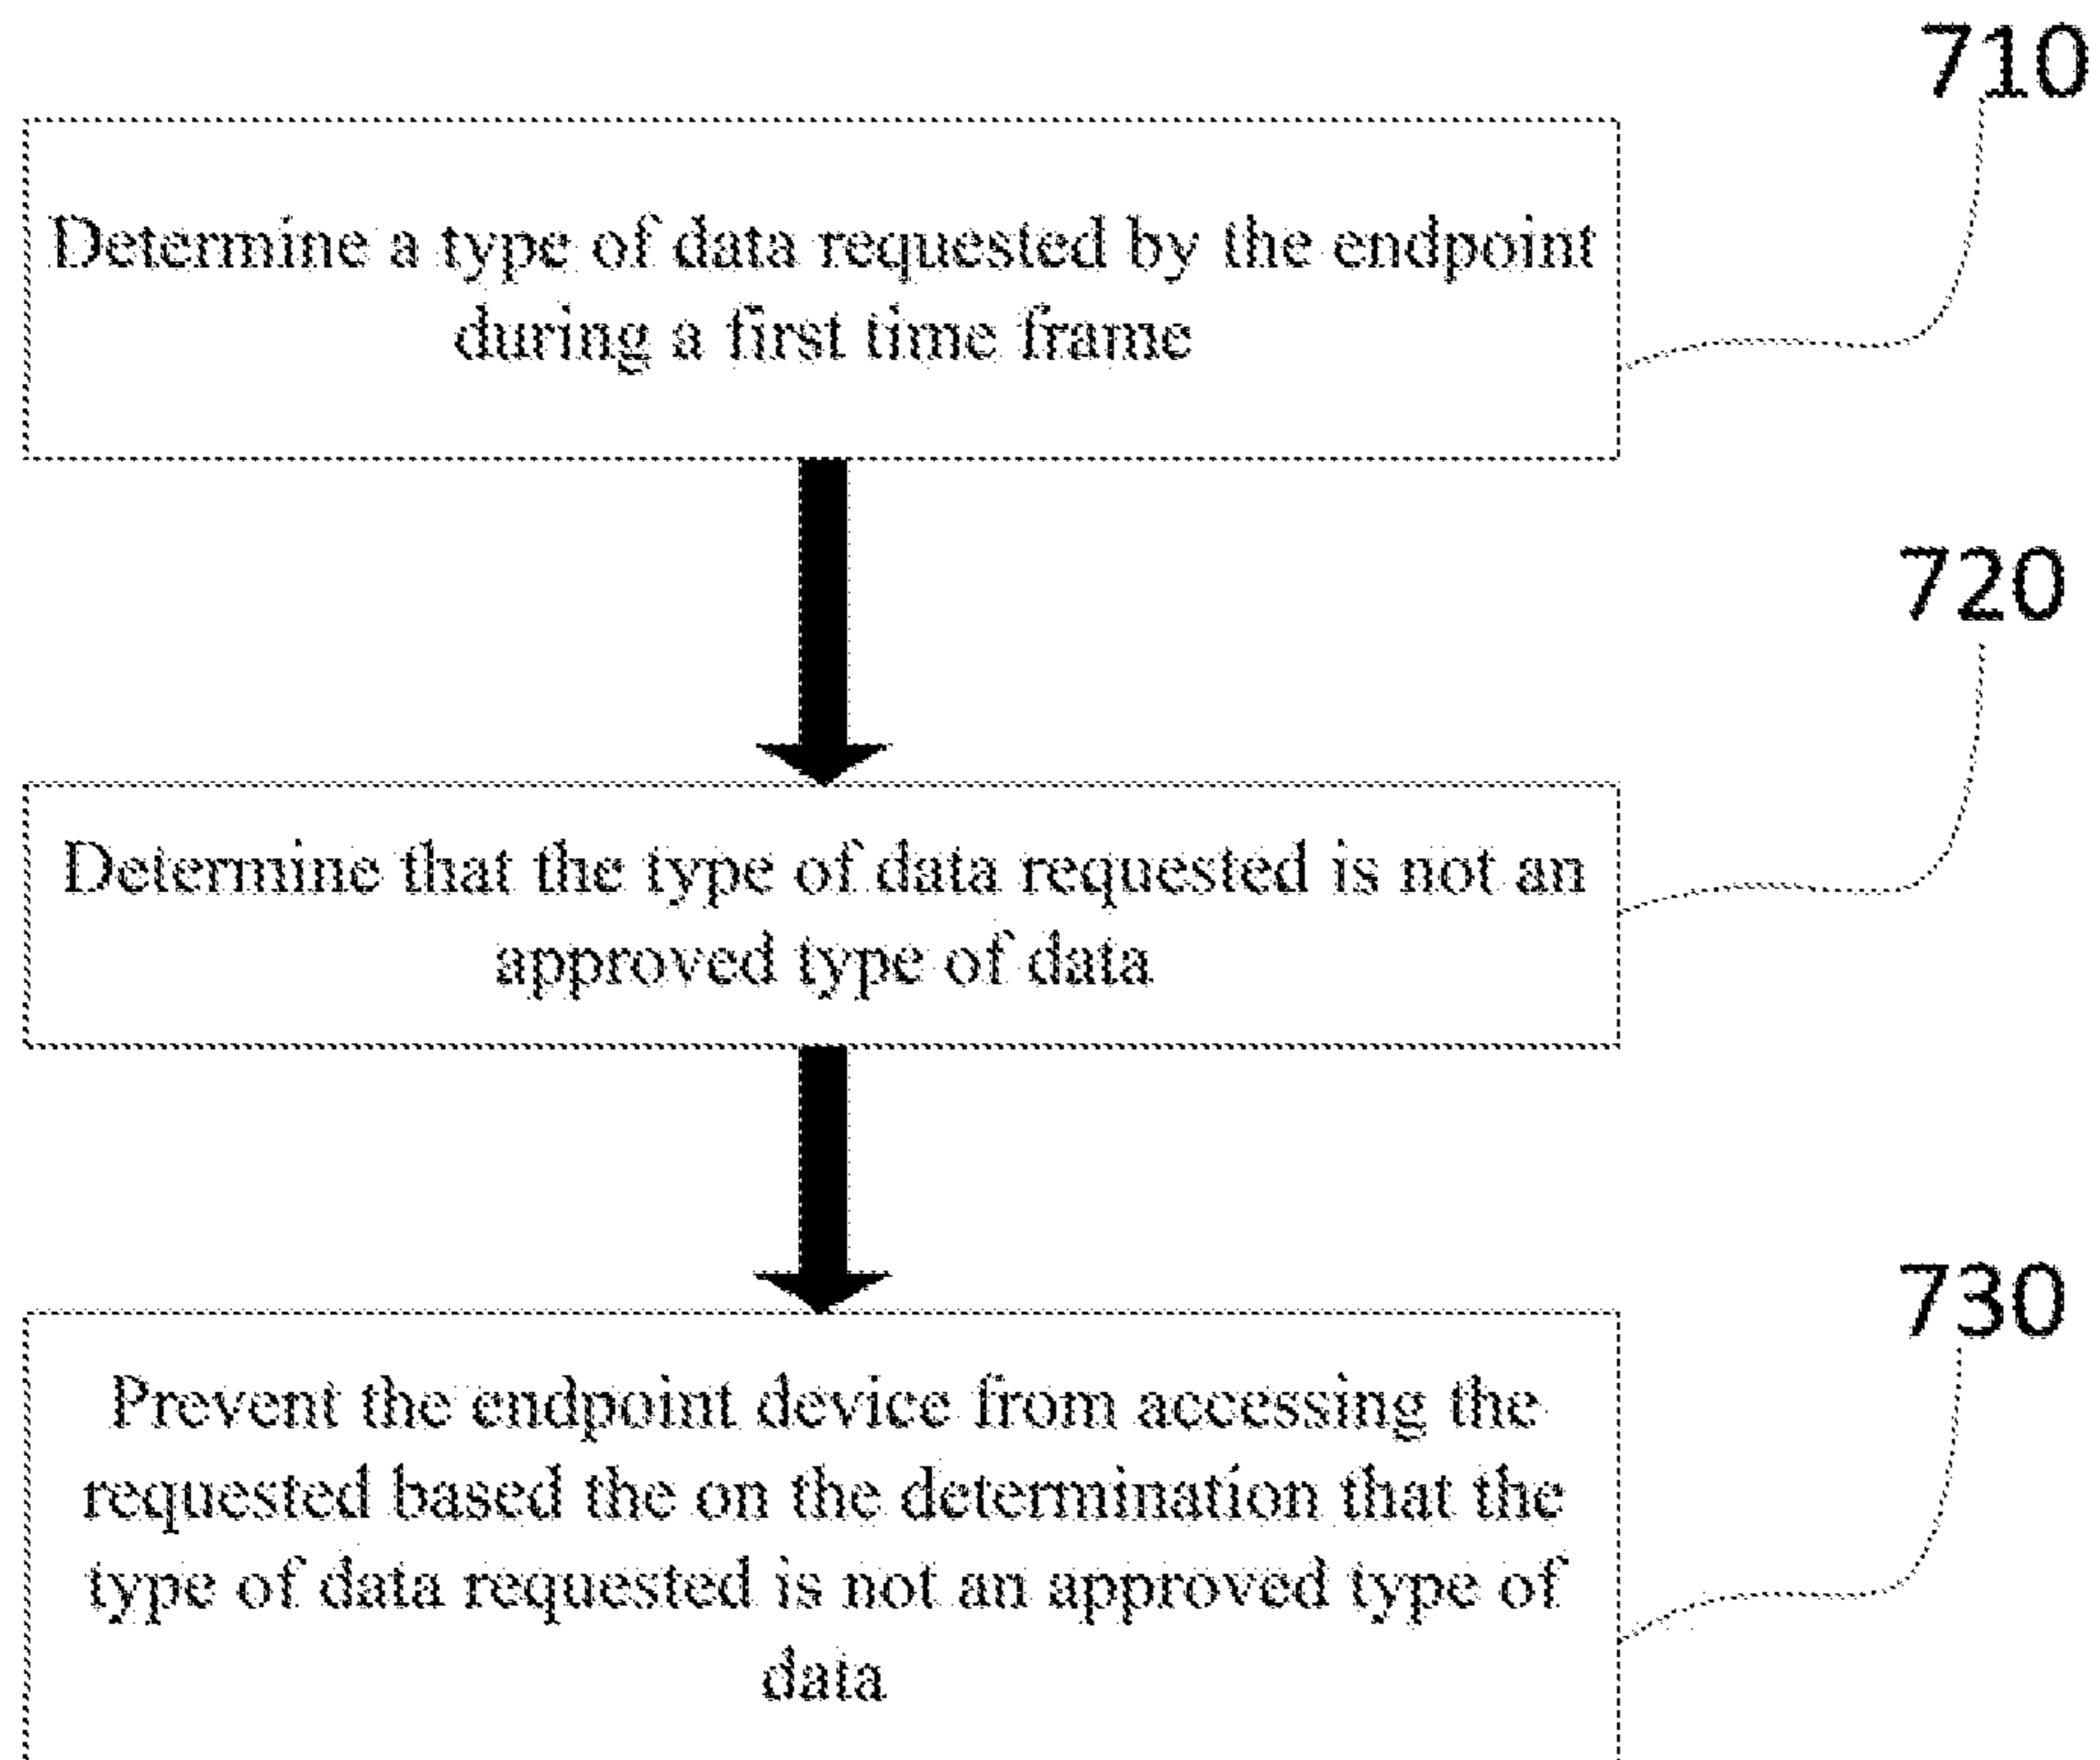 710
Determine a type of data requested by the endpoint
during a first time frame
720
Determine that the type of data requested is not an
approved type of data
730
Prevent the endpoint device from accessing the
requested based the on the determination that the
type of data requested is not an approved type of
data